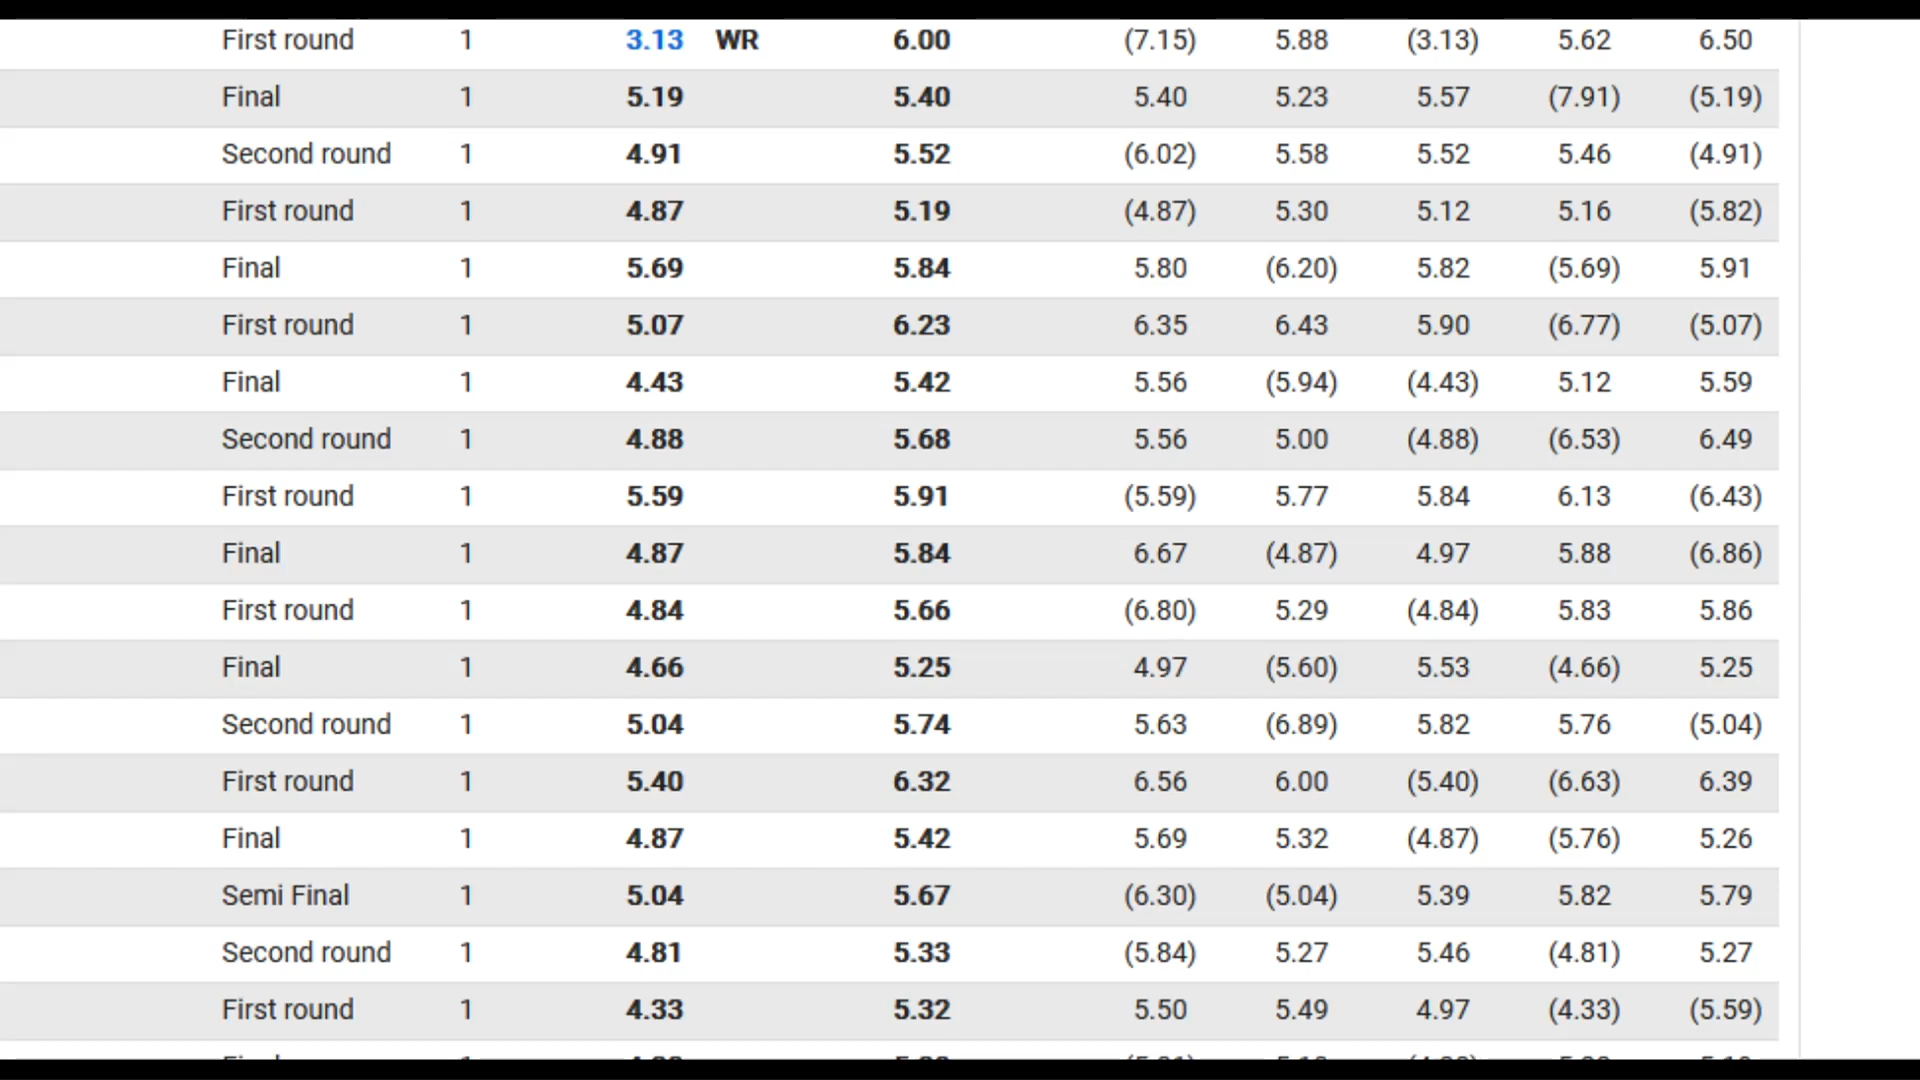 First round 1 3.13 WR 6.00 (7.15) 5.88 (3.13) 5.62 6.50
Final 1 5.19 5.40 5.40 5.23 5.57 (7.91) (5.19)
Second round 1 4.91 5.52 (6.02) 5.58 5.52 5.46 (4.91)
First round 1 4.87 5.19 (4.87) 5.30 5.12 5.16 (5.82)
Final 1 5.69 5.84 5.80 (6.20) 5.82 (5.69) 5.91
First round 1 5.07 6.23 6.35 6.43 5.90 (6.77) (5.07)
Final 1 4.43 5.42 5.56 (5.94) (4.43) 5.12 5.59
Second round 1 4.88 5.68 5.56 5.00 (4.88) (6.53) 6.49
First round 1 5.59 5.91 (5.59) 5.77 5.84 6.13 (6.43)
Final 1 4.87 5.84 6.67 (4.87) 4.97 5.88 (6.86)
First round 1 4.84 5.66 (6.80) 5.29 (4.84) 5.83 5.86
Final 1 4.66 5.25 4.97 (5.60) 5.53 (4.66) 5.25
Second round 1 5.04 5.74 5.63 (6.89) 5.82 5.76 (5.04)
First round 1 5.40 6.32 6.56 6.00 (5.40) (6.63) 6.39
Final 1 4.87 5.42 5.69 5.32 (4.87) (5.76) 5.26
Semi Final 1 5.04 5.67 (6.30) (5.04) 5.39 5.82 5.79
Second round 1 4.81 5.33 (5.84) 5.27 5.46 (4.81) 5.27
First round 1 4.33 5.32 5.50 5.49 4.97 (4.33) (5.59)